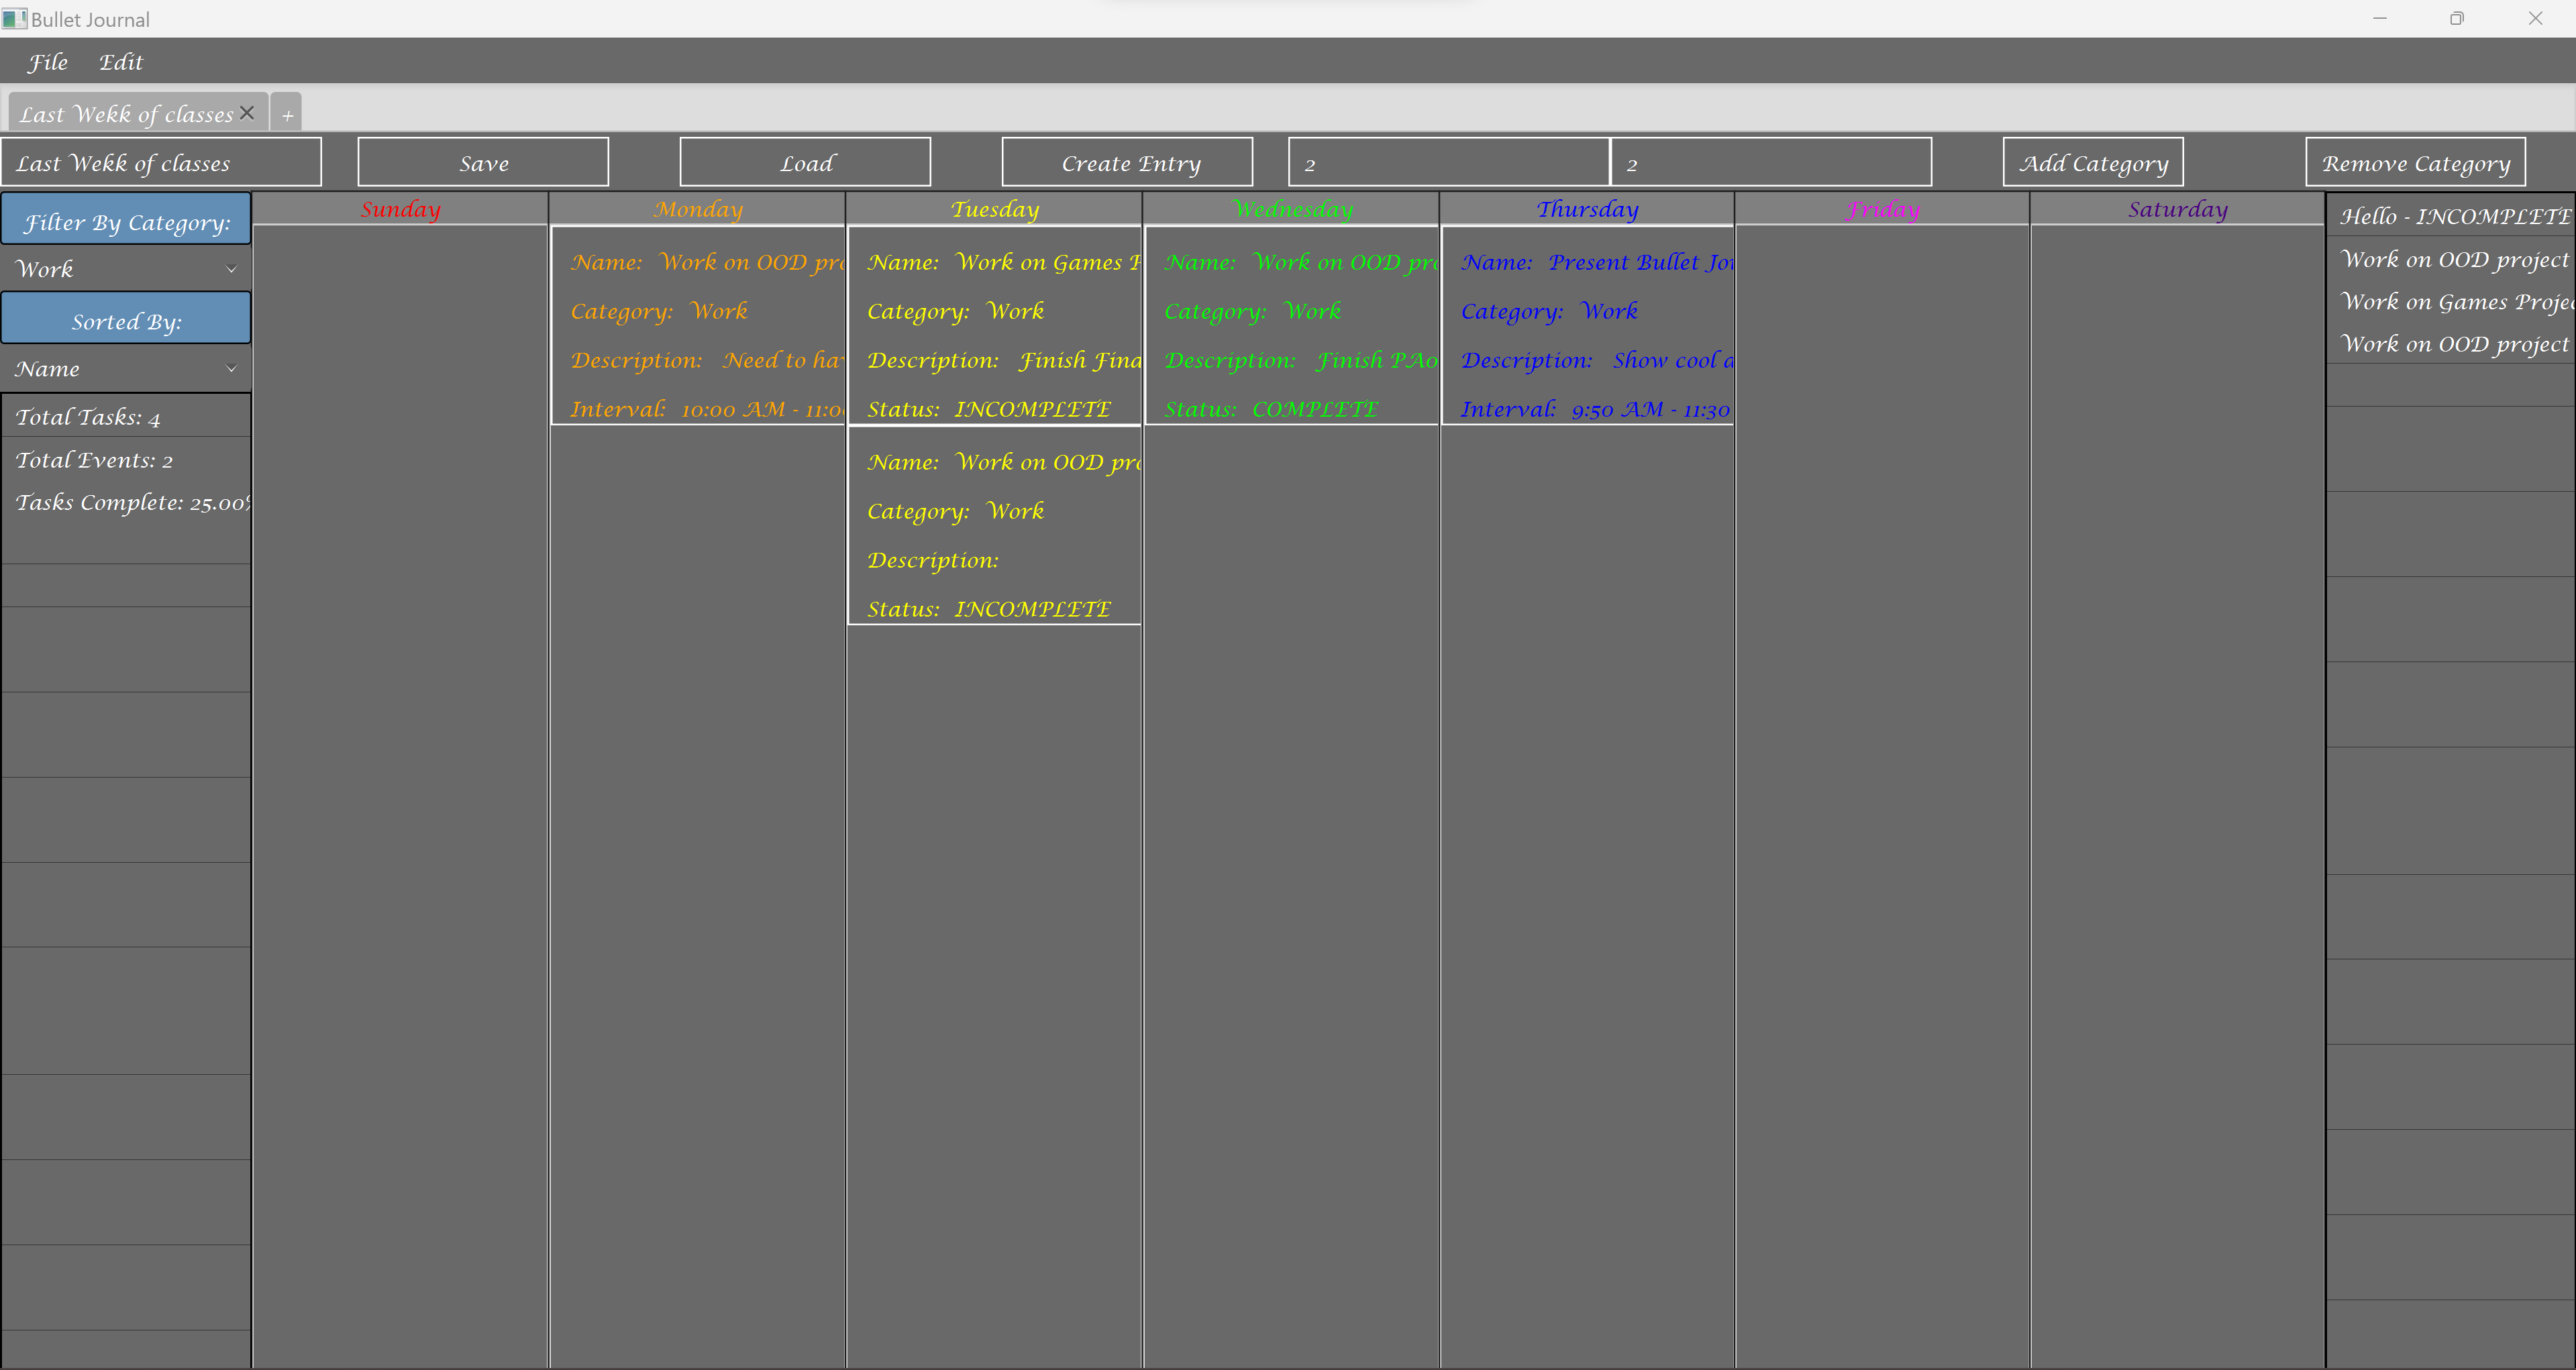 Bullet Journal
File Edit
Last Wekk of classes +
Last Wekk of classes Save Load Create Entry 2 2 Add Category Remove Category
Filter By Category:
Work
Sorted By:
Name
Total Tasks: 4
Total Events: 2
Tasks Complete: 25.00%
Sunday
Monday
Name: Work on OOD pro
Category: Work
Description: Need to ha
Interval: 10:00 AM - 11:0
Tuesday
Name: Work on Games P
Category: Work
Description: Finish Fina
Status: INCOMPLETE
Name: Work on OOD pro
Category: Work
Description:
Status: INCOMPLETE
Wednesday
Name: Work on OOD pro
Category: Work
Description: Finish PA0
Status: COMPLETE
Thursday
Name: Present Bullet Jou
Category: Work
Description: Show cool a
Interval: 9:50 AM - 11:30
Friday
Saturday
Hello - INCOMPLETE
Work on OOD project
Work on Games Projec
Work on OOD project